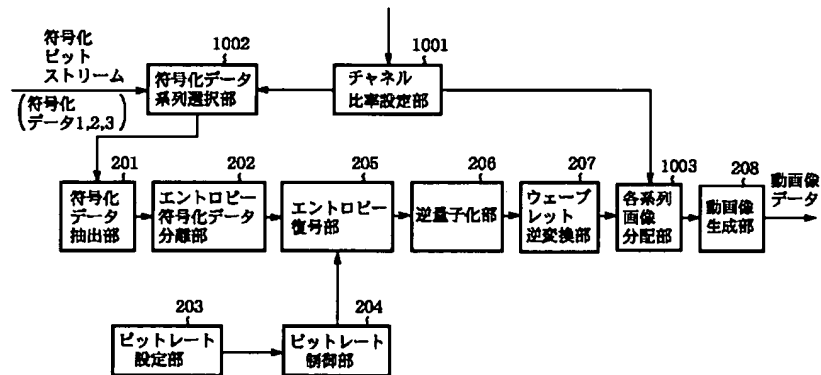 符号化
ビット
ストリーム
(符号化
データ1,2,3)
1002
符号化データ
系列選択部
1001
チャネル
比率設定部
201
符号化
データ
抽出部
202
エントロピー
符号化データ
分離部
205
エントロピー
復号部
206
逆量子化部
207
ウェーブ
レット
逆変換部
1003
各系列
画像
分配部
208
動画像
生成部
動画像
データ
203
ビットレート
設定部
204
ビットレート
制御部